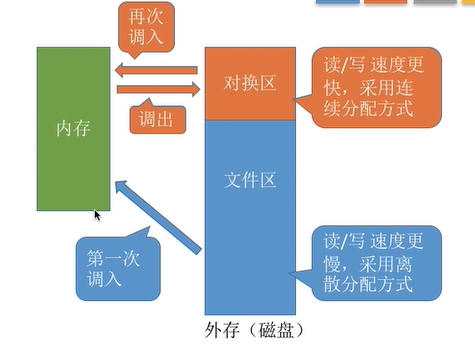 再次
调入
调出
内存
对换区
读/写 速度更
快，采用连
续分配方式
文件区
第一次
调入
读/写 速度更
慢，采用离
散分配方式
外存（磁盘）